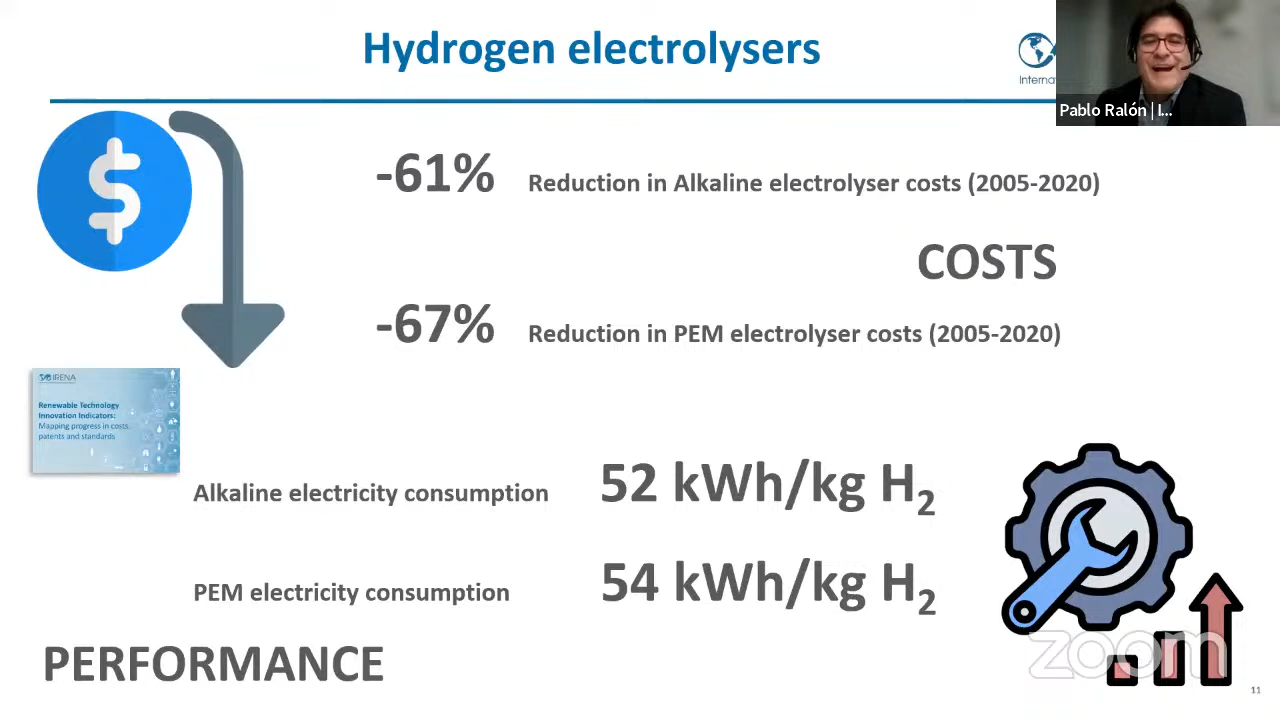 Hydrogen electrolysers
Internat
Pablo Ralón | I...
$
-61% Reduction in Alkaline electrolyser costs (2005-2020)
COSTS
-67% Reduction in PEM electrolyser costs (2005-2020)
IRENA
Renewable Technology
Innovation Indicators:
Mapping progress in costs,
patents and standards
Alkaline electricity consumption 52 kWh/kg H₂
PEM electricity consumption 54 kWh/kg H₂
PERFORMANCE
zoom
11